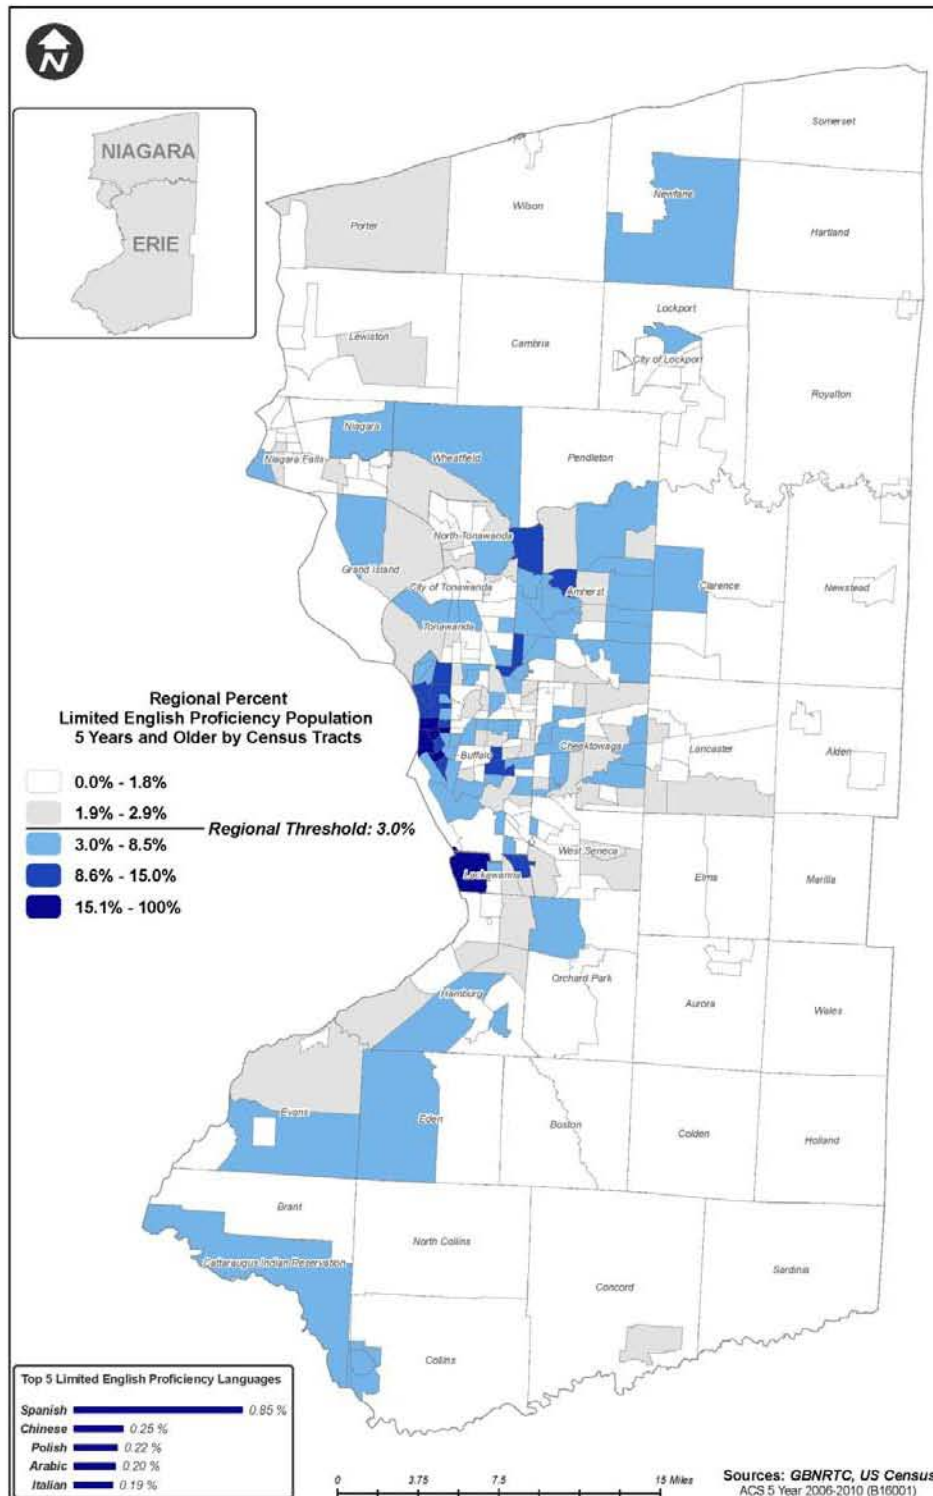 N
NIAGARA
ERIE
Somerset
Newfane
Wilson
Porter
Hartland
Lockport
Lewiston
Cambria
City of Lockport
Royalton
Niagara
Wheatfield
Pendleton
Niagara Falls
North Tonawanda
Grand Island
City of Tonawanda
Amherst
Clarence
Newstead
Tonawanda
Regional Percent
Limited English Proficiency Population
5 Years and Older by Census Tracts
0.0% - 1.8%
1.9% - 2.9%
Regional Threshold: 3.0%
3.0% - 8.5%
8.6% - 15.0%
15.1% - 100%
Buffalo
Cheektowaga
Lancaster
Alden
West Seneca
Lackawanna
Elma
Marilla
Orchard Park
Hamburg
Aurora
Wales
Evans
Eden
Boston
Colden
Holland
Brant
North Collins
Cattaraugus Indian Reservation
Concord
Sardinia
Collins
Top 5 Limited English Proficiency Languages
Spanish 0.85 %
Chinese 0.25 %
Polish 0.22 %
Arabic 0.20 %
Italian 0.19 %
0 3.75 7.5 15 Miles
Sources: GBNRTC, US Census
ACS 5 Year 2006-2010 (B16001)